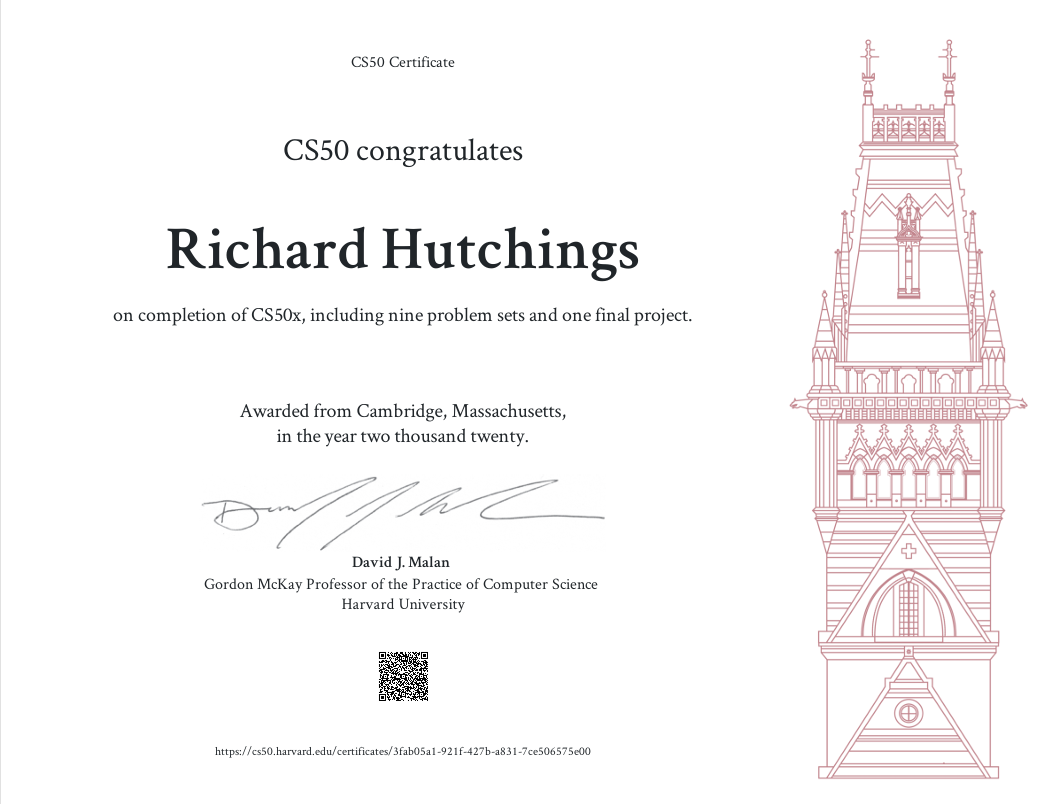 CS50 Certificate
CS50 congratulates
Richard Hutchings
on completion of CS50x, including nine problem sets and one final project.
Awarded from Cambridge, Massachusetts,
in the year two thousand twenty.
David J. Malan
Gordon McKay Professor of the Practice of Computer Science
Harvard University
https://cs50.harvard.edu/certificates/3fab05a1-921f-427b-a831-7ce506575e00